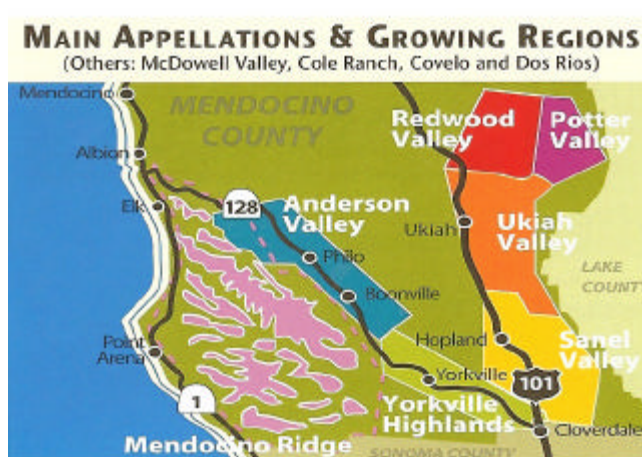 MAIN APPELLATIONS & GROWING REGIONS
(Others: McDowell Valley, Cole Ranch, Covelo and Dos Rios)
Mendocino
MENDOCINO
COUNTY
Redwood
Valley
Potter
Valley
Albion
Elk
128
Anderson
Valley
Ukiah
Ukiah
Valley
Philo
LAKE
COUNTY
Boonville
Point
Arena
Hopland
Sanel
Valley
Yorkville
101
1
Yorkville
Highlands
Cloverdale
Mendocino Ridge
SONOMA COUNTY